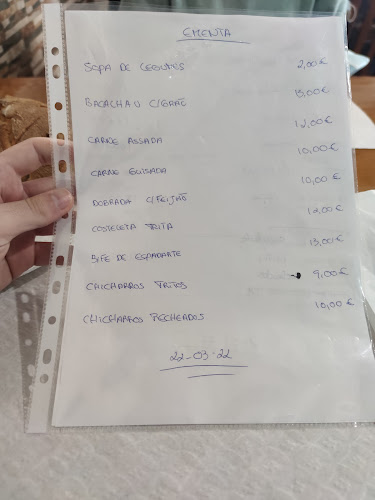 EMENTA
SOPA DE LEGUMES 2,00€
BACALHAU C/GRÃE 13,00€
CARNE ASSADA 12,00€
CARNE GUISADA 10,00€
DOBRADA C/FEIJÃO 10,00€
COSTELETA FRITA 12,00€
BIFE DE ESPADARTE 13,00€
CHICHARROS FRITOS 9,00€
CHICHARROS RECHEADOS 10,00€
22-03-22